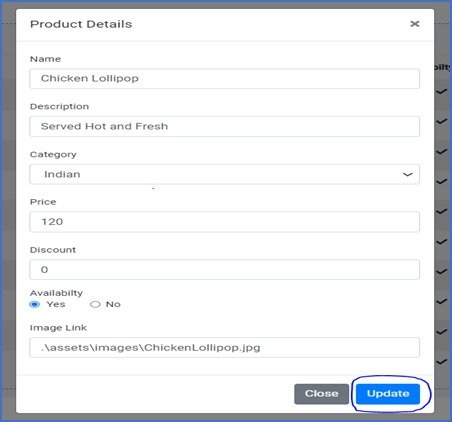 Product Details ×
Name
Chicken Lollipop
Description
Served Hot and Fresh
Category
Indian
Price
120
Discount
0
Availabilty
Yes No
Image Link
.\assets\images\ChickenLollipop.jpg
Close Update